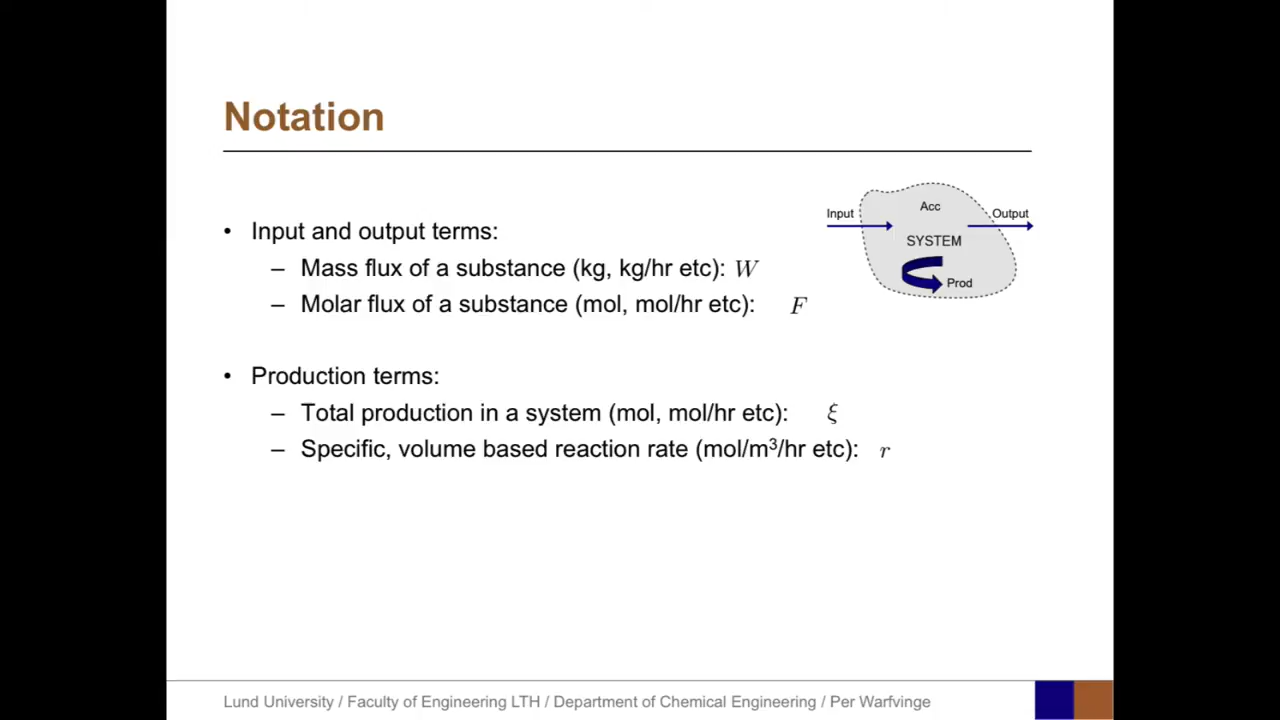 Notation
Input
Acc
Output
SYSTEM
Prod
• Input and output terms:
– Mass flux of a substance (kg, kg/hr etc): W
– Molar flux of a substance (mol, mol/hr etc): F
• Production terms:
– Total production in a system (mol, mol/hr etc): ξ
– Specific, volume based reaction rate (mol/m³/hr etc): r
Lund University / Faculty of Engineering LTH / Department of Chemical Engineering / Per Warfvinge